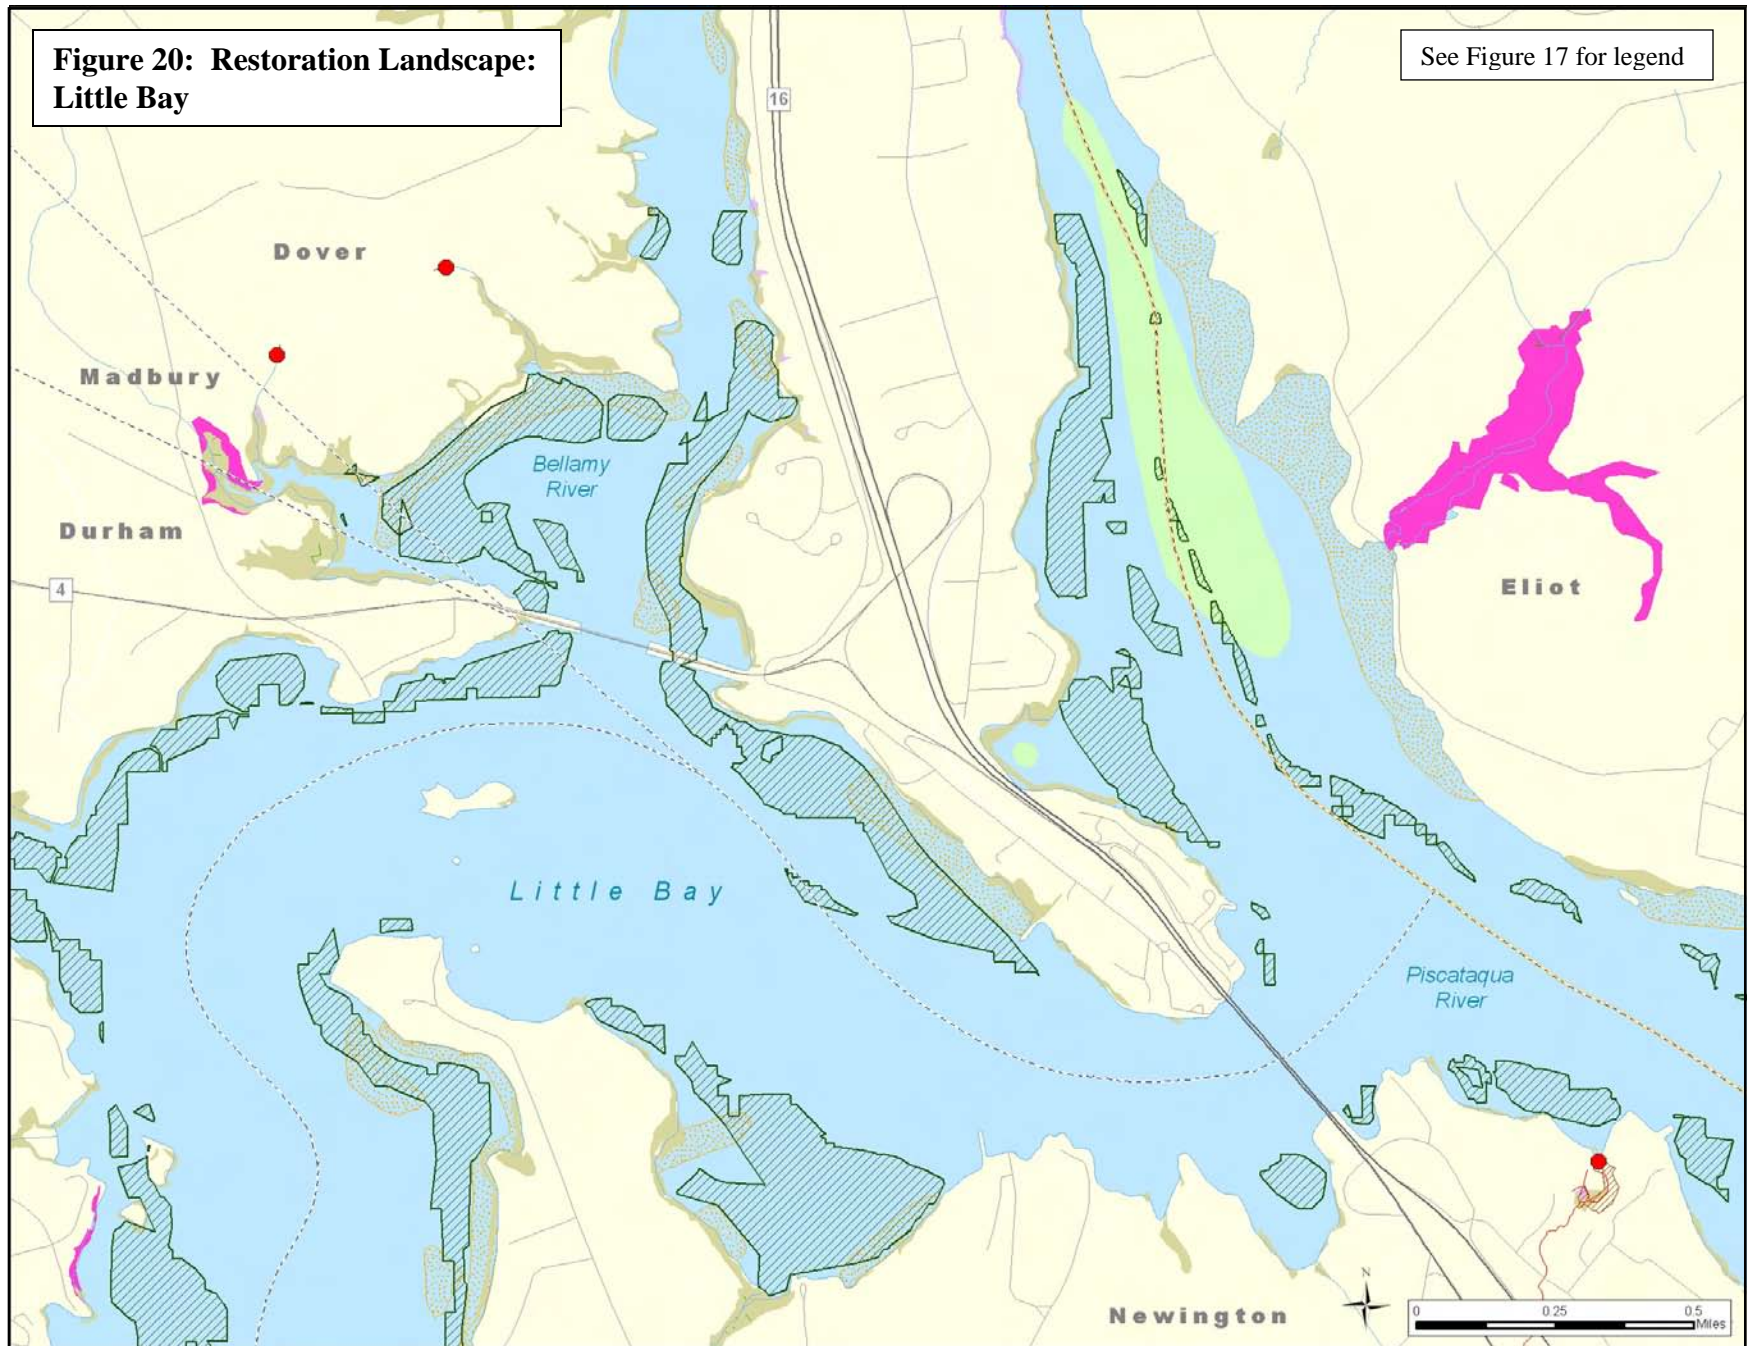 Figure 20:  Restoration Landscape:
Little Bay
See Figure 17 for legend
16
Dover
Madbury
Bellamy
River
Durham
4
Eliot
Little Bay
Piscataqua
River
Newington
N
0 0.25 0.5
Miles